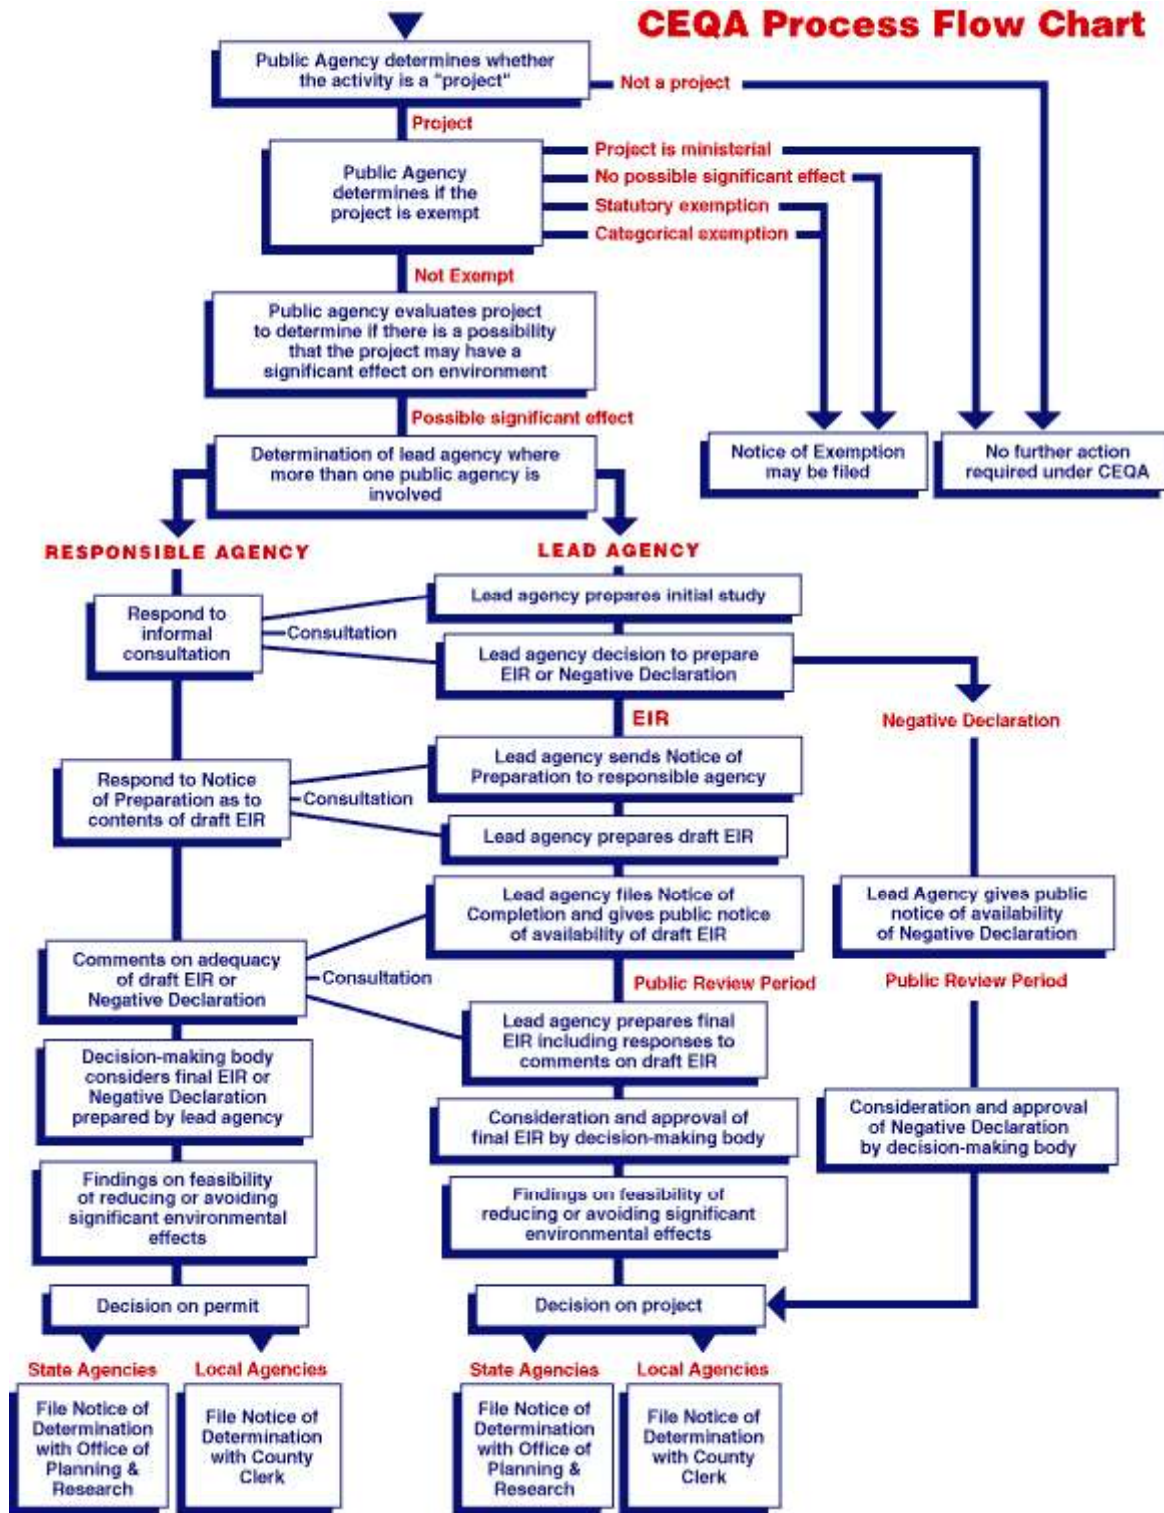 CEQA Process Flow Chart
Public Agency determines whether
the activity is a "project"
Not a project
Project
Public Agency
determines if the
project is exempt
Project is ministerial
No possible significant effect
Statutory exemption
Categorical exemption
Not Exempt
Public agency evaluates project
to determine if there is a possibility
that the project may have a
significant effect on environment
Possible significant effect
Notice of Exemption
may be filed
No further action
required under CEQA
Determination of lead agency where
more than one public agency is
involved
RESPONSIBLE AGENCY
LEAD AGENCY
Respond to
informal
consultation
Consultation
Lead agency prepares initial study
Lead agency decision to prepare
EIR or Negative Declaration
EIR
Negative Declaration
Respond to Notice
of Preparation as to
contents of draft EIR
Consultation
Lead agency sends Notice of
Preparation to responsible agency
Lead agency prepares draft EIR
Lead agency files Notice of
Completion and gives public notice
of availability of draft EIR
Lead Agency gives public
notice of availability
of Negative Declaration
Comments on adequacy
of draft EIR or
Negative Declaration
Consultation
Public Review Period
Public Review Period
Lead agency prepares final
EIR including responses to
comments on draft EIR
Decision-making body
considers final EIR or
Negative Declaration
prepared by lead agency
Consideration and approval of
final EIR by decision-making body
Consideration and approval
of Negative Declaration
by decision-making body
Findings on feasibility
of reducing or avoiding
significant environmental
effects
Findings on feasibility of
reducing or avoiding significant
environmental effects
Decision on permit
Decision on project
State Agencies
Local Agencies
State Agencies
Local Agencies
File Notice of
Determination
with Office of
Planning &
Research
File Notice of
Determination
with County
Clerk
File Notice of
Determination
with Office of
Planning &
Research
File Notice of
Determination
with County
Clerk